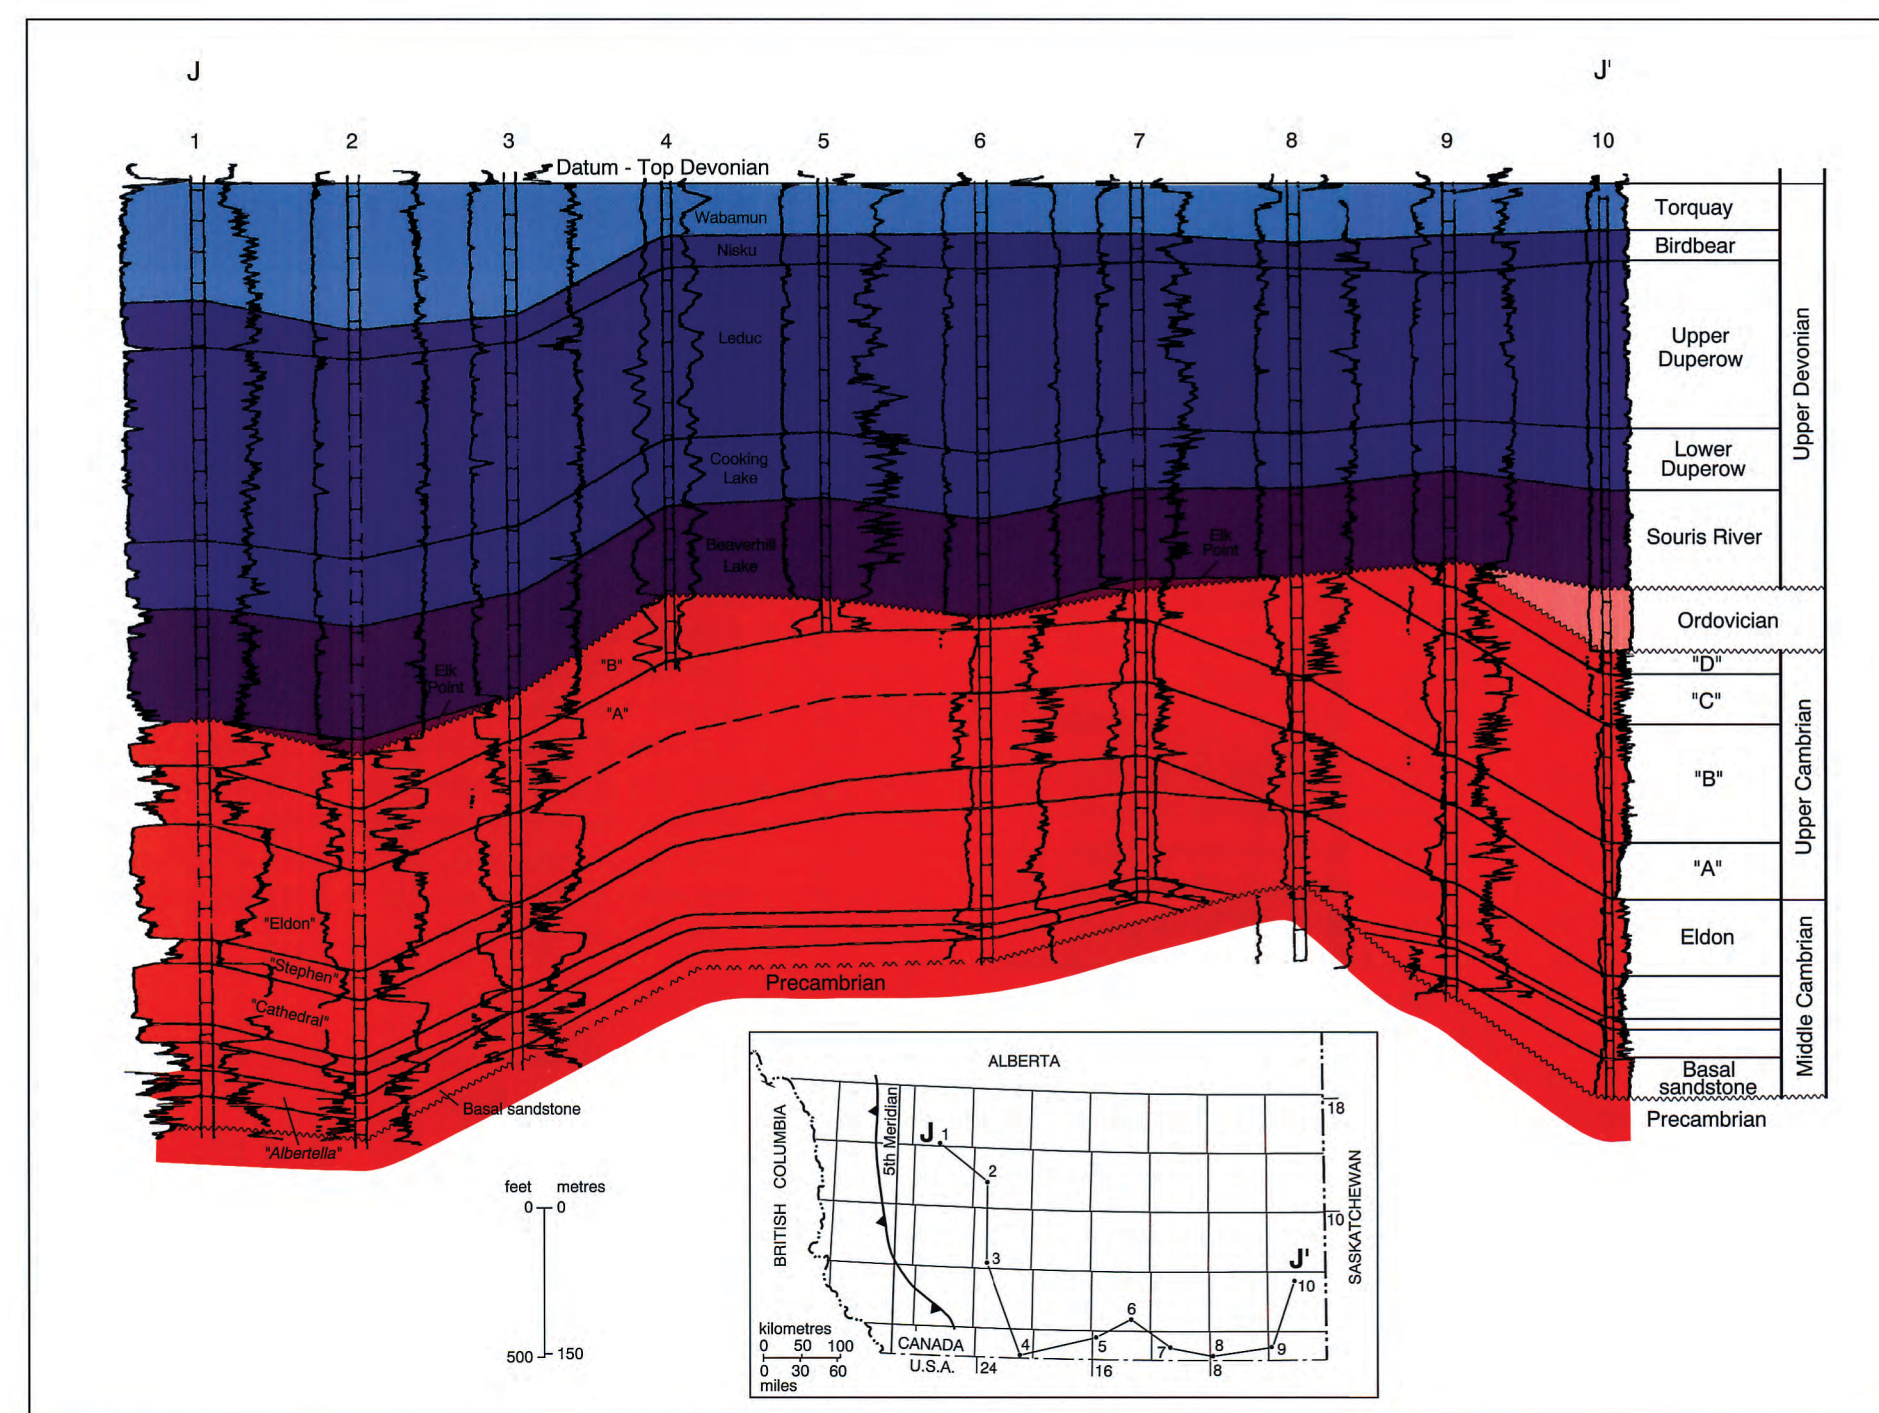 J
J'
1 2 3 4 5 6 7 8 9 10
Datum - Top Devonian
Wabamun
Nisku
Leduc
Cooking
Lake
Beaverhill
Lake
Elk
Point
Elk
Point
"B"
"A"
"Eldon"
"Stephen"
"Cathedral"
"Albertella"
Basal sandstone
Precambrian
Torquay
Birdbear
Upper
Duperow
Lower
Duperow
Souris River
Ordovician
"D"
"C"
"B"
"A"
Eldon
Basal
sandstone
Precambrian
Upper Devonian
Upper Cambrian
Middle Cambrian
feet metres
0 0
500 150
ALBERTA
BRITISH COLUMBIA
5th Meridian
SASKATCHEWAN
18
10
J 1
2
3
4
5
6
7
8
9
J'
10
CANADA
U.S.A.
24
16
8
kilometres
0 50 100
0 30 60
miles